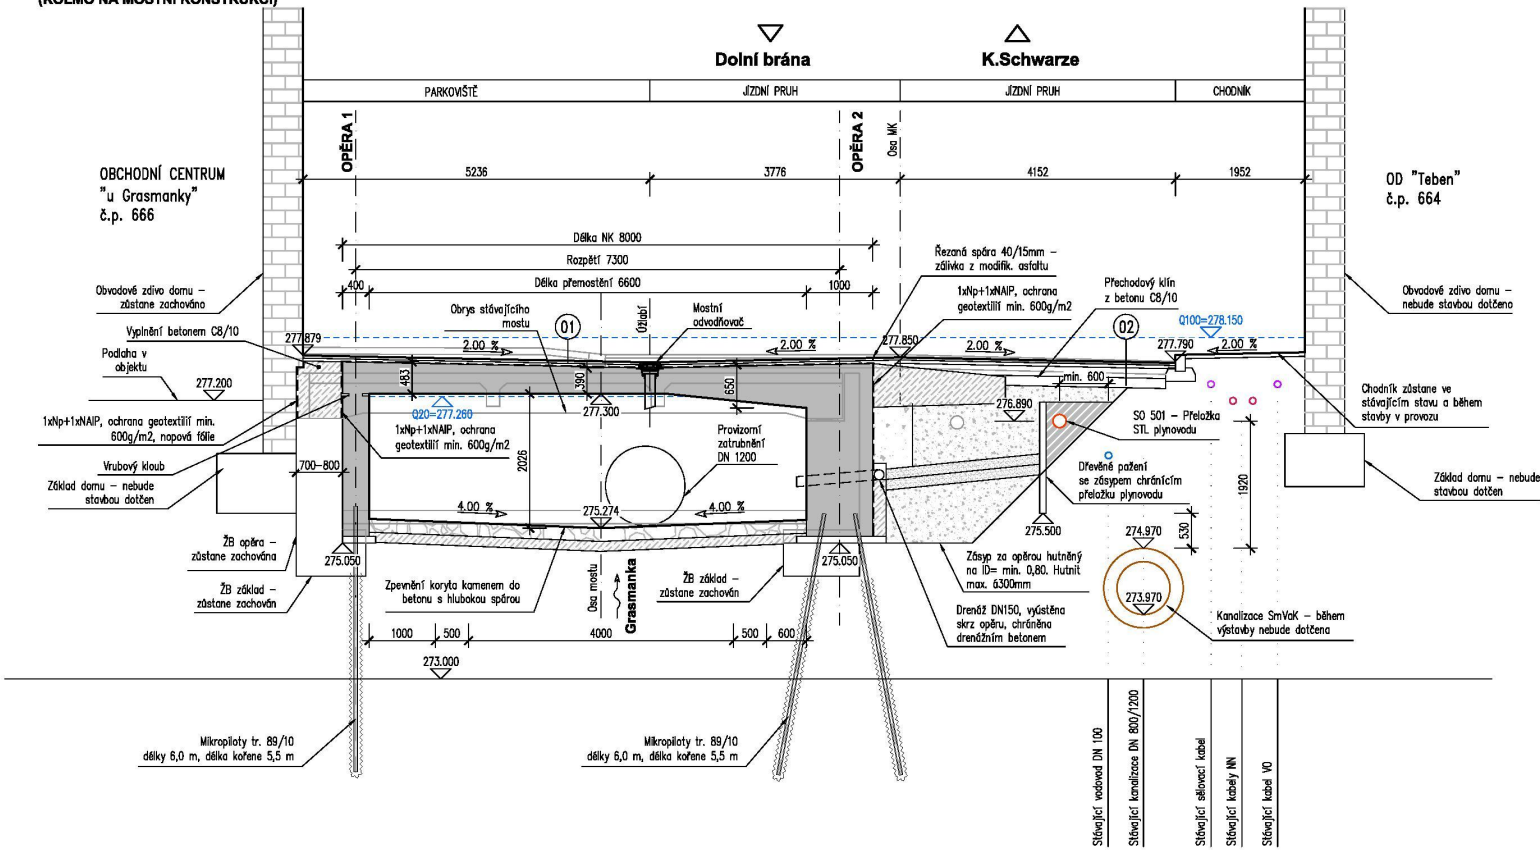 (KOLMO NA MOSTNÍ KONSTRUKCI)
Dolní brána
K.Schwarze
PARKOVIŠTĚ
JÍZDNÍ PRUH
JÍZDNÍ PRUH
CHODNÍK
OPĚRA 1
OPĚRA 2
Osa MK
5236
3776
4152
1952
OBCHODNÍ CENTRUM
"u Grasmanky"
č.p. 666
OD "Teben"
č.p. 664
Délka NK 8000
Rozpětí 7300
Délka přemostění 6600
400
1000
Řezaná spára 40/15mm –
zálivka z modifik. asfaltu
Přechodový klín
z betonu C8/10
1xNp+1xNAIP, ochrana
geotextilií min. 600g/m2
Obvodové zdivo domu –
zůstane zachováno
Obvodové zdivo domu –
nebude stavbou dotčeno
Obrys stávajícího
mostu
01
Úžlabí
Mostní
odvodňovač
02
Q100=278.150
Vyplnění betonem C8/10
277.879
2.00 %
2.00 %
277.850
2.00 %
277.790
2.00 %
Podlaha v
objektu
277.200
483
390
650
min. 600
Q20=277.260
277.300
276.890
Chodník zůstane ve
stávajícím stavu a během
stavby v provozu
1xNp+1xNAIP, ochrana geotextilií min.
600g/m2, nopová fólie
1xNp+1xNAIP, ochrana
geotextilií min. 600g/m2
Provizorní
zatrubnění
DN 1200
SO 501 – Přeložka
STL plynovodu
Vrubový kloub
700–800
2026
Dřevěné pažení
se zásypem chránícím
přeložku plynovodu
1920
Základ domu – nebude
stavbou dotčen
Základ domu – nebude
stavbou dotčen
4.00 %
275.274
4.00 %
275.500
530
274.970
ŽB opěra –
zůstane zachována
275.050
275.050
Zásyp za opěrou hutněný
na ID= min. 0,80. Hutnit
max. á300mm
ŽB základ –
zůstane zachován
Zpevnění koryta kamenem do
betonu s hlubokou spárou
Osa mostu
Grasmanka
ŽB základ –
zůstane zachován
273.970
Drenáž DN150, vyústěna
skrz opěru, chráněna
drenážním betonem
Kanalizace SmVaK – během
výstavby nebude dotčena
1000
500
4000
500
600
273.000
Mikropiloty tr. 89/10
délky 6,0 m, délka kořene 5,5 m
Mikropiloty tr. 89/10
délky 6,0 m, délka kořene 5,5 m
Stávající vodovod DN 100
Stávající kanalizace DN 800/1200
Stávající sdělovací kabel
Stávající kabely NN
Stávající kabel VO